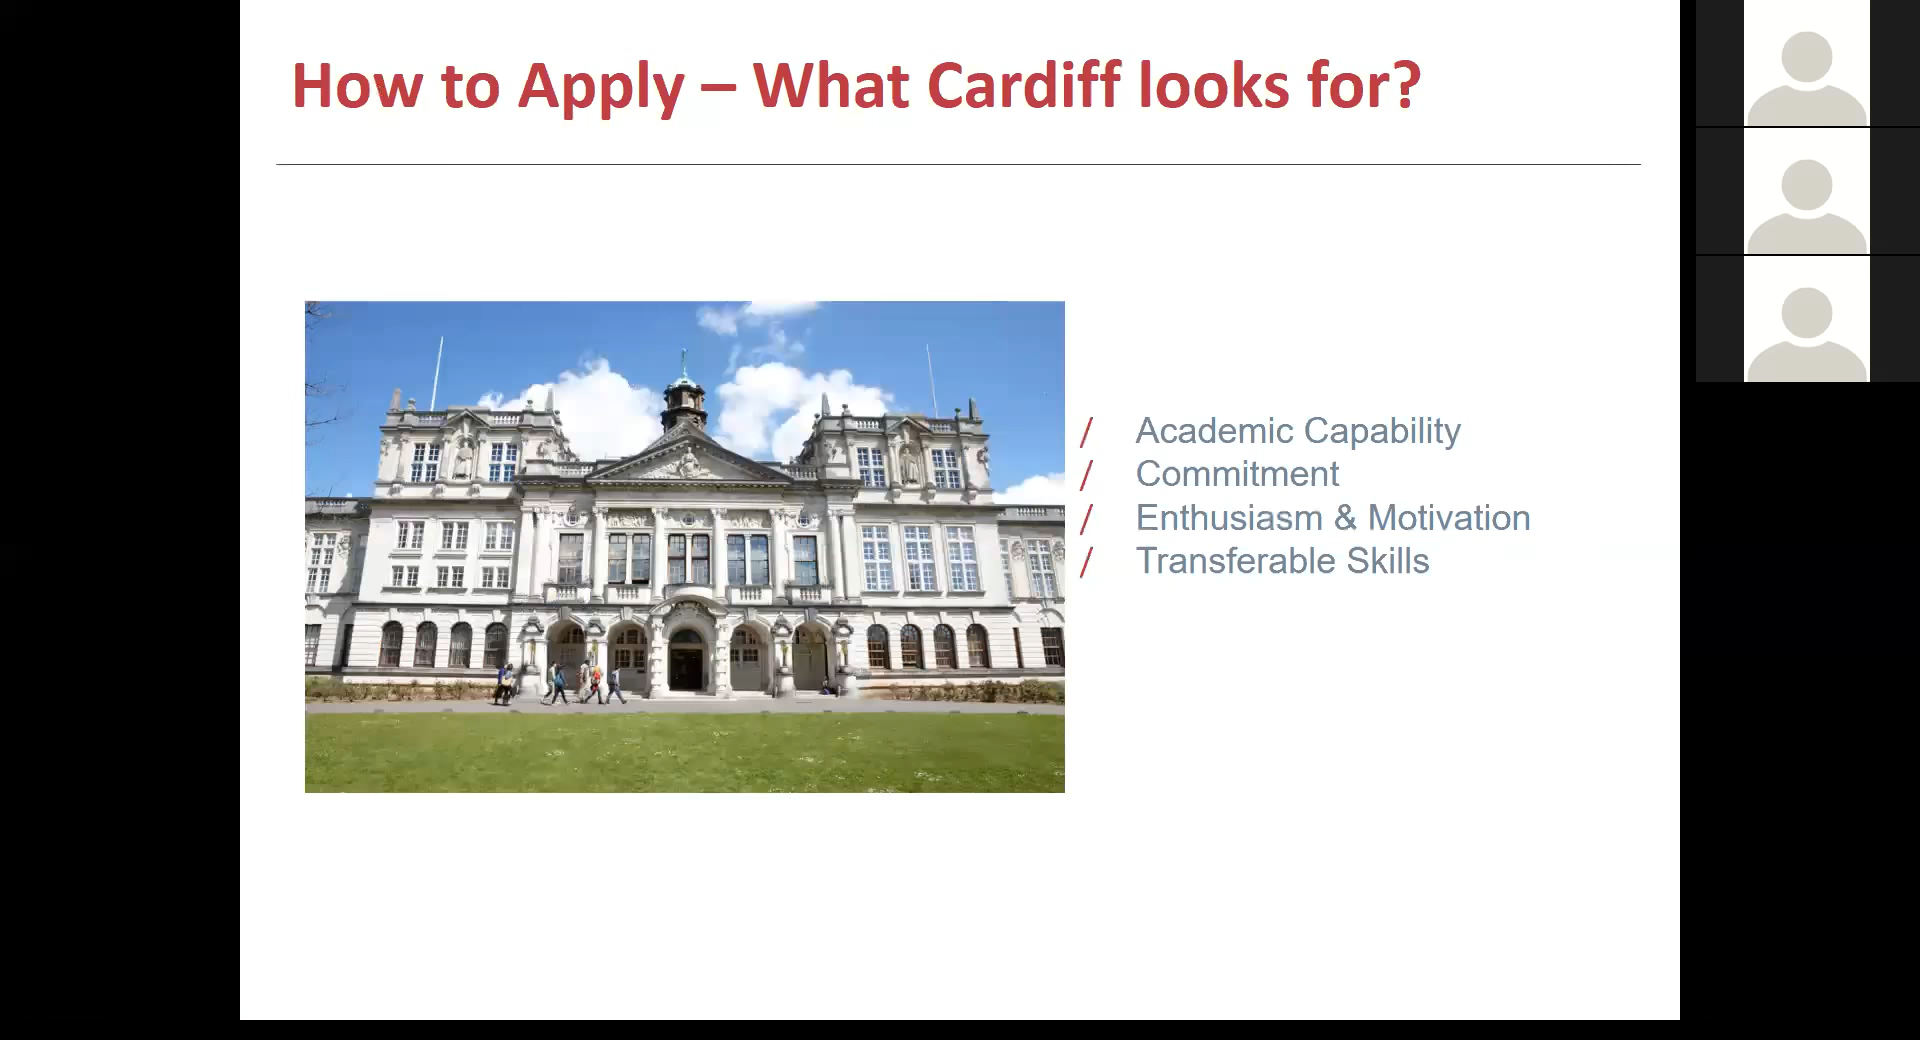 How to Apply – What Cardiff looks for?
/ Academic Capability
/ Commitment
/ Enthusiasm & Motivation
/ Transferable Skills